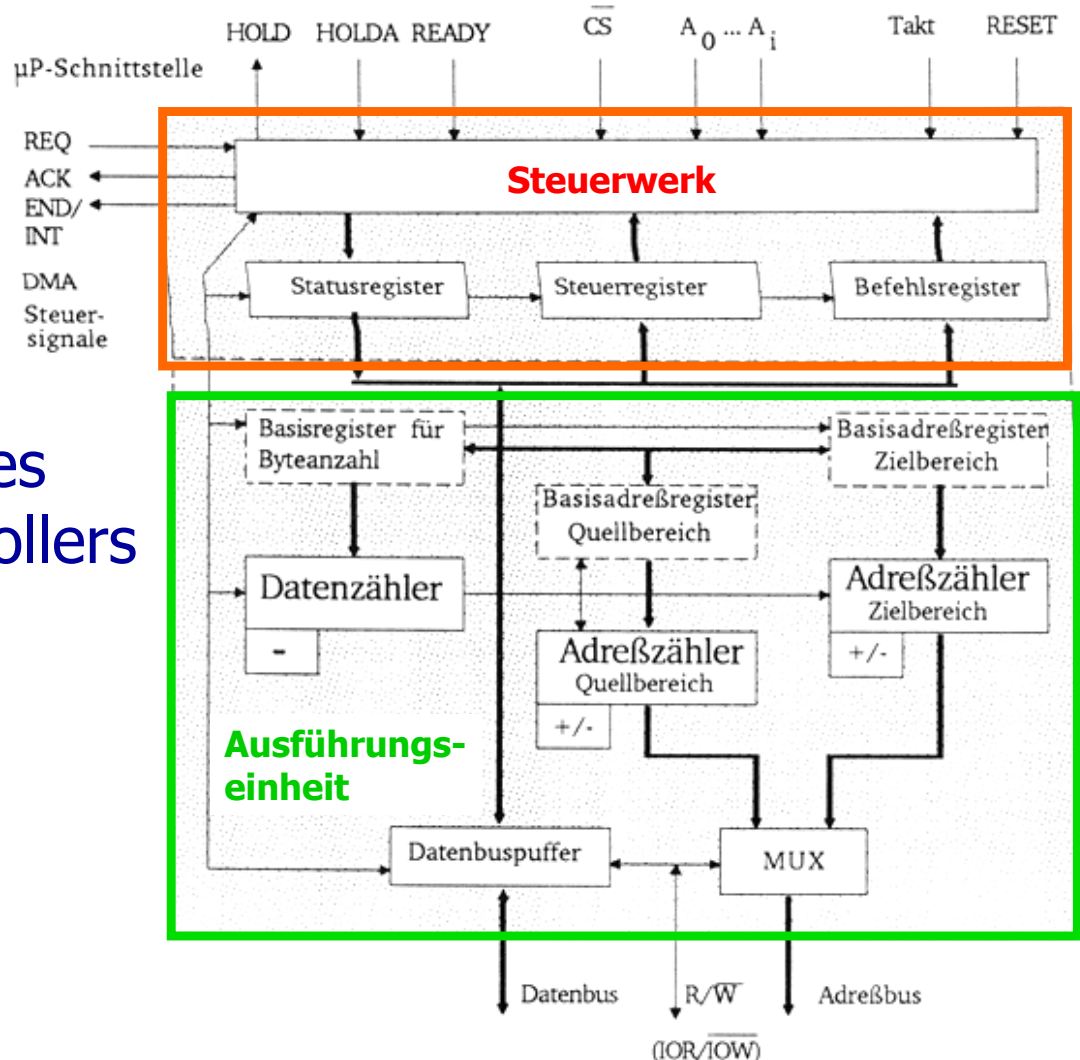 HOLD HOLDA READY C̅S̅ A0 ... Ai Takt RESET
µP-Schnittstelle
REQ
ACK
END/
INT
Steuerwerk
DMA
Steuer-
signale
Statusregister
Steuerregister
Befehlsregister
es
ollers
Basisregister für
Byteanzahl
Basisadreßregister
Zielbereich
Basisadreßregister
Quellbereich
Datenzähler
-
Adreßzähler
Zielbereich
+/-
Adreßzähler
Quellbereich
+/-
Ausführungs-
einheit
Datenbuspuffer
MUX
Datenbus R/W̅ Adreßbus
(IOR/I̅O̅W̅)